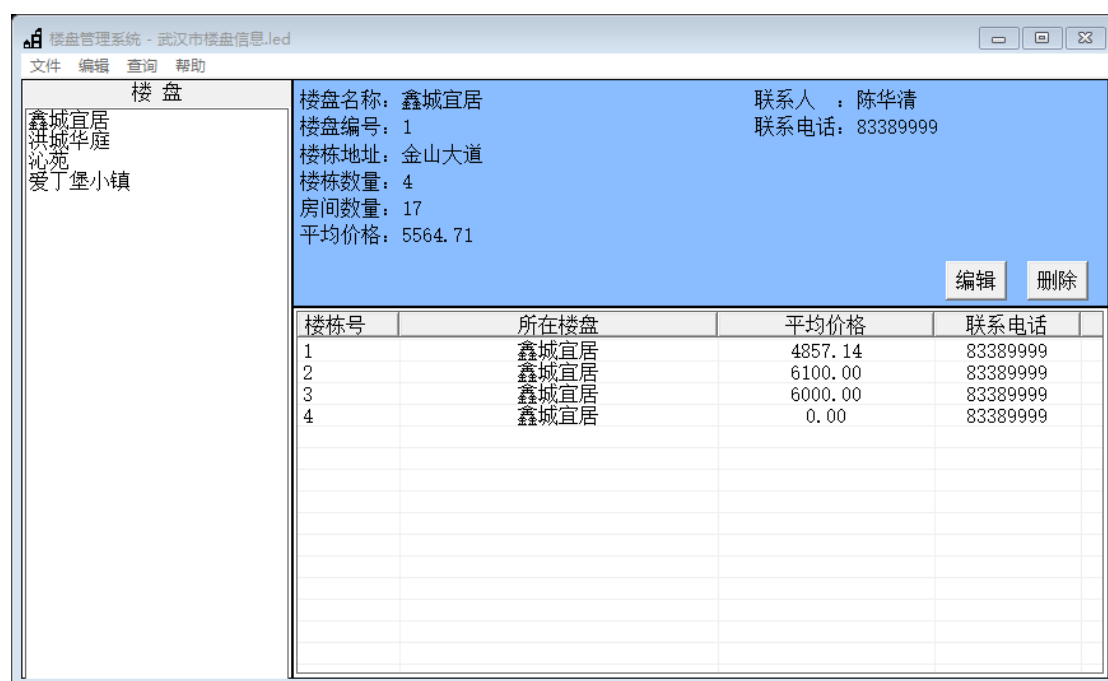 楼盘管理系统 - 武汉市楼盘信息.led
文件 编辑 查询 帮助
楼 盘
鑫城宜居
洪城华庭
沁苑
爱丁堡小镇
楼盘名称：鑫城宜居
联系人 ：陈华清
楼盘编号：1
联系电话：83389999
楼栋地址：金山大道
楼栋数量：4
房间数量：17
平均价格：5564.71
编辑 删除
楼栋号 所在楼盘 平均价格 联系电话
1 鑫城宜居 4857.14 83389999
2 鑫城宜居 6100.00 83389999
3 鑫城宜居 6000.00 83389999
4 鑫城宜居 0.00 83389999